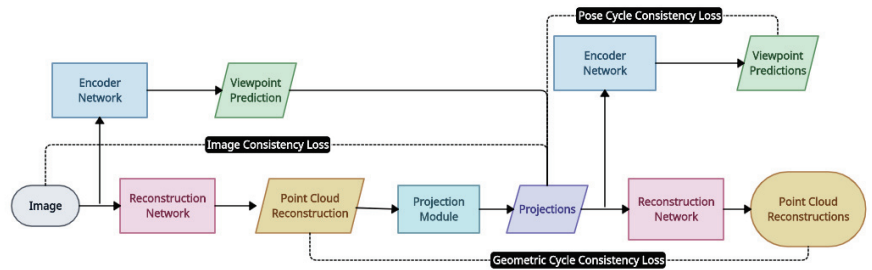 Pose Cycle Consistency Loss
Encoder
Network
Viewpoint
Prediction
Encoder
Network
Viewpoint
Predictions
Image Consistency Loss
Image
Reconstruction
Network
Point Cloud
Reconstruction
Projection
Module
Projections
Reconstruction
Network
Point Cloud
Reconstructions
Geometric Cycle Consistency Loss